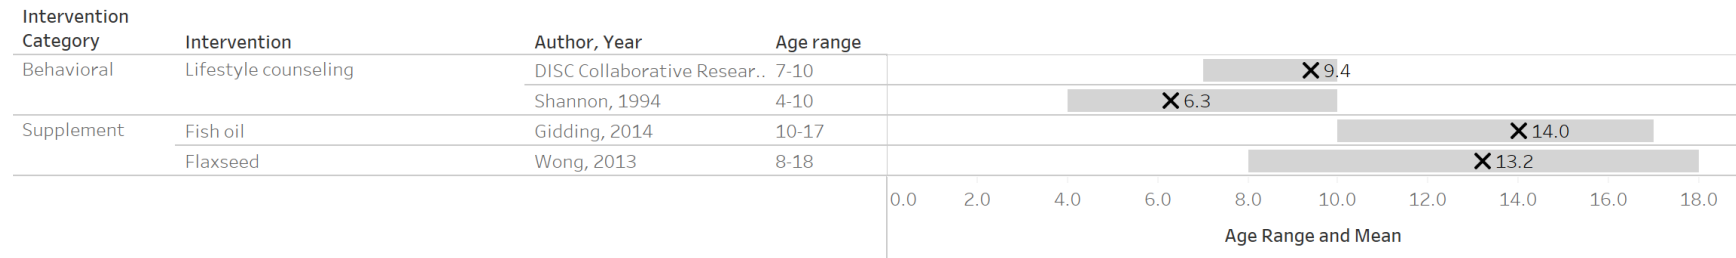 Intervention
Category Intervention Author, Year Age range
Behavioral Lifestyle counseling DISC Collaborative Resear.. 7-10 9.4
Shannon, 1994 4-10 6.3
Supplement Fish oil Gidding, 2014 10-17 14.0
Flaxseed Wong, 2013 8-18 13.2
0.0 2.0 4.0 6.0 8.0 10.0 12.0 14.0 16.0 18.0
Age Range and Mean